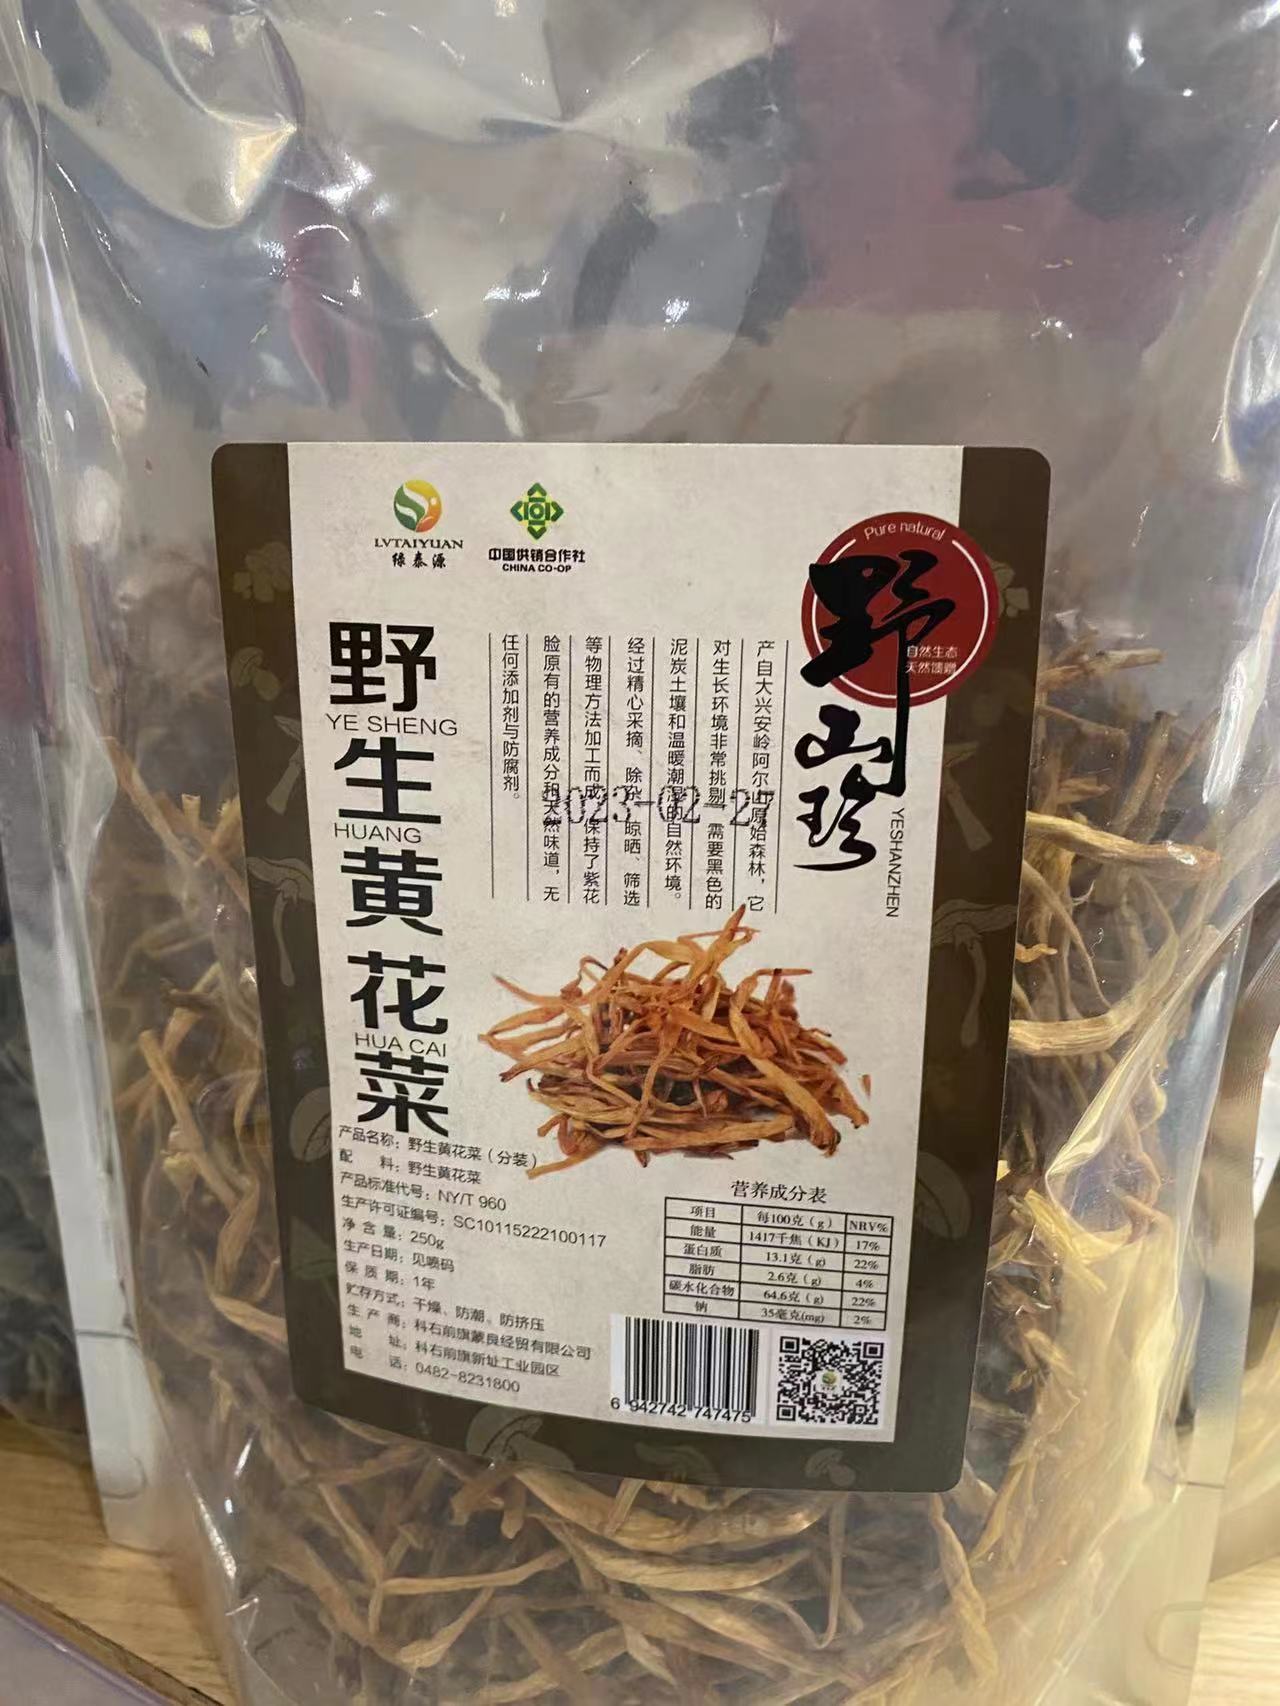 LVTAIYUAN
绿泰源
中国供销合作社
CHINA CO-OP
Pure natural
野山珍
自然生态
天然馈赠
YESHANZHEN
野生黄花菜
YE SHENG
HUANG
HUA CAI
产自大兴安岭阿尔山原始森林，它
对生长环境非常挑剔，需要黑色的
泥炭土壤和温暖潮湿的自然环境。
经过精心采摘、除杂、晾晒、筛选
等物理方法加工而成，保持了紫花
脸原有的营养成分和天然味道，无
任何添加剂与防腐剂。
2023-02-27
产品名称：野生黄花菜（分装）
配 料：野生黄花菜
产品标准代号：NY/T 960
生产许可证编号：SC10115222100117
净含量：250g
生产日期：见喷码
保质期：1年
贮存方式：干燥、防潮、防挤压
生产商：科右前旗蒙良经贸有限公司
地 址：科右前旗新址工业园区
电 话：0482-8231800
营养成分表
项目 每100克（g） NRV%
能量 1417千焦（KJ） 17%
蛋白质 13.1克（g） 22%
脂肪 2.6克（g） 4%
碳水化合物 64.6克（g） 22%
钠 35毫克(mg) 2%
6 942742 747475